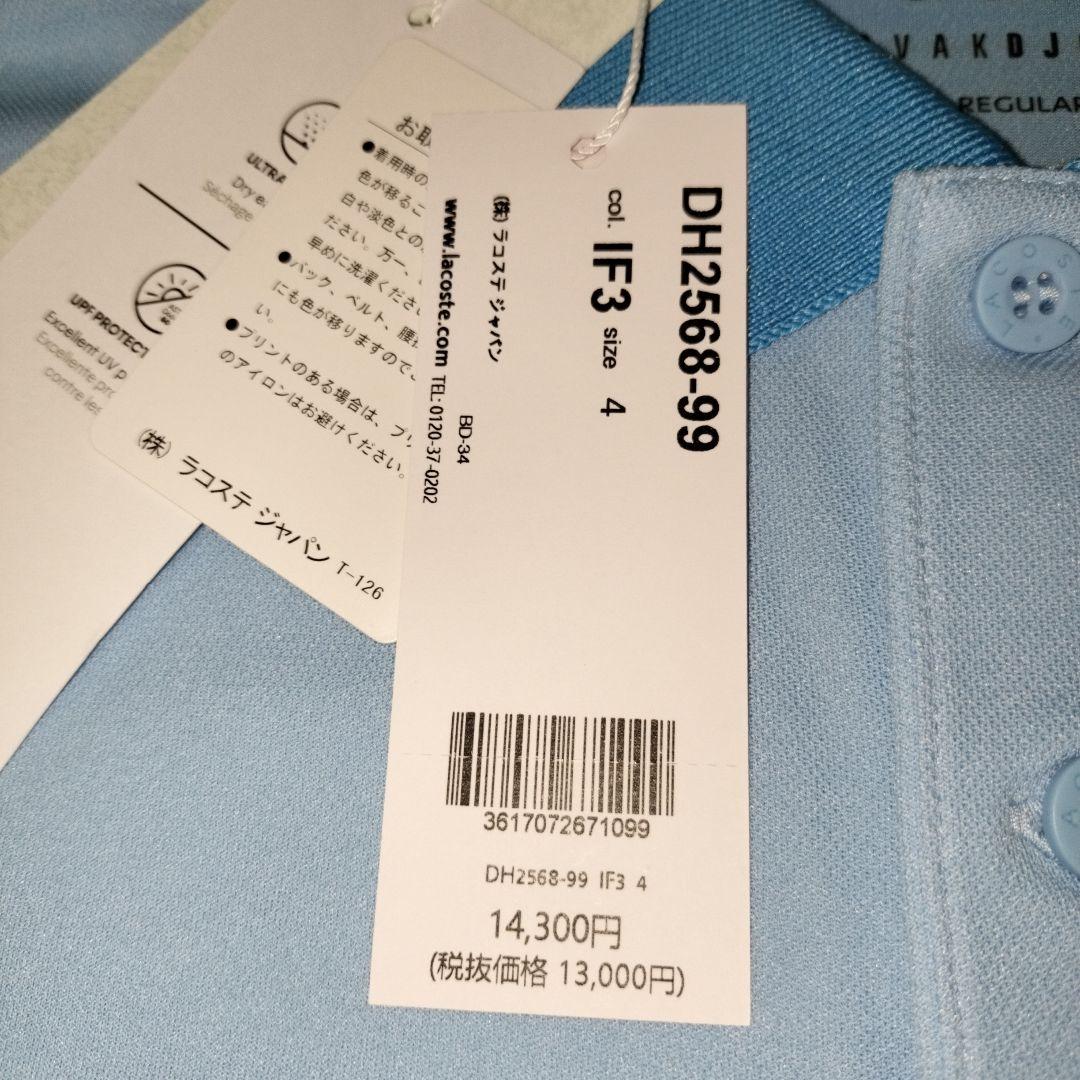 DH2568-99
col. IF3 size 4
(株) ラコステ ジャパン
BD-34
www.lacoste.com TEL: 0120-37-0202
3617072671099
DH2568-99 IF3 4
14,300円
(税抜価格 13,000円)
●着用時の
色が移るこ
白や淡色との
ださい。万一、
早めに洗濯くださ
●バック、ベルト、腰
にも色が移りますのでこ
い。
●プリントのある場合は、プリ
のアイロンはお避けください。
(株) ラコステ ジャパン T-126
ULTRA
Séchage
UPF PROTECT
Excellent UV p
Excellente pro
contre les
VAKDJ
REGULAR
LACOSTE